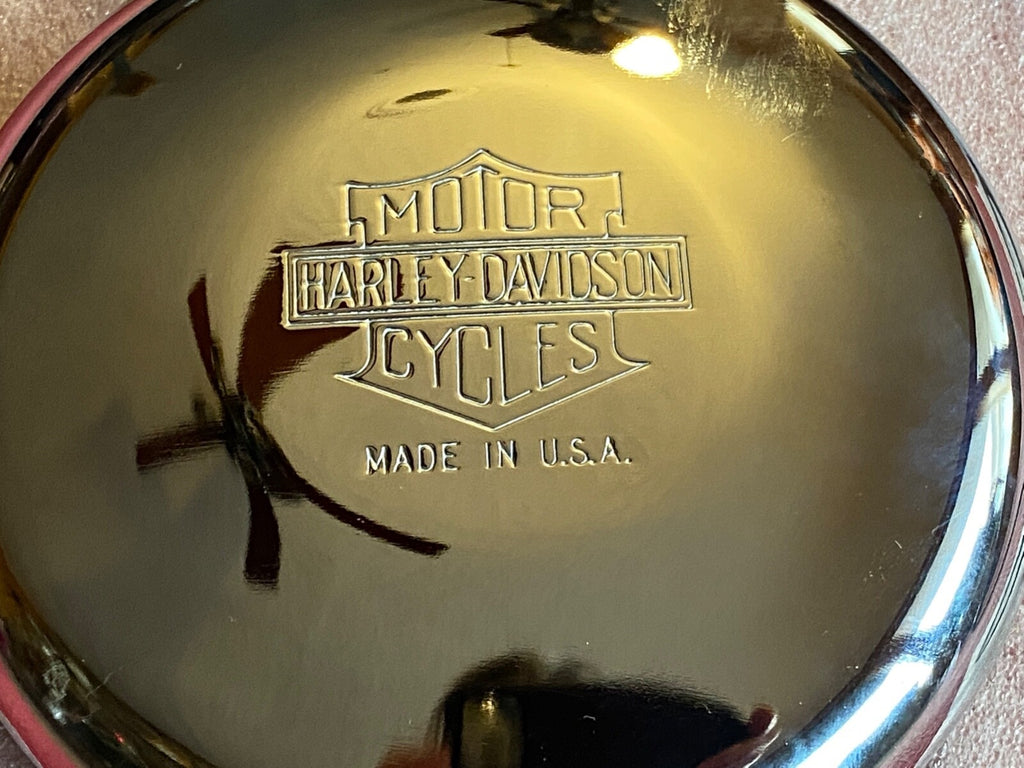 MOTOR
HARLEY-DAVIDSON
CYCLES
MADE IN U.S.A.